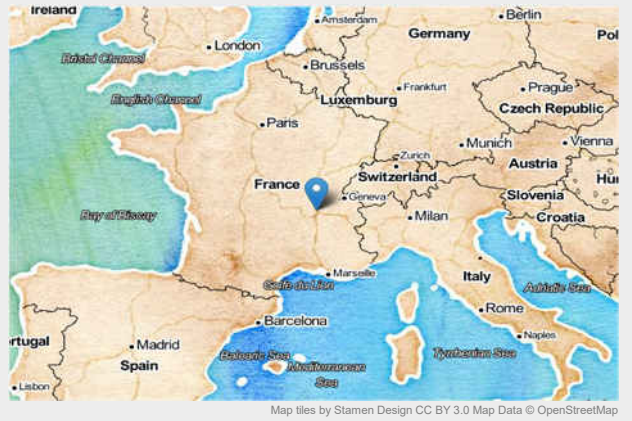 Ireland
Amsterdam
Berlin
London
Germany
Pol
Bristol Channel
Brussels
Frankfurt
Prague
English Channel
Luxemburg
Czech Republic
Paris
Munich
Vienna
Zurich
Austria
France
Switzerland
Hu
Geneva
Slovenia
Bay of Biscay
Milan
Croatia
Marseille
Italy
Golfe du Lion
Adriatic Sea
Rome
Barcelona
Naples
rtugal
Madrid
Balearic Sea
Tyrrhenian Sea
Spain
Mediterranean
Sea
Lisbon
Map tiles by Stamen Design CC BY 3.0 Map Data © OpenStreetMap